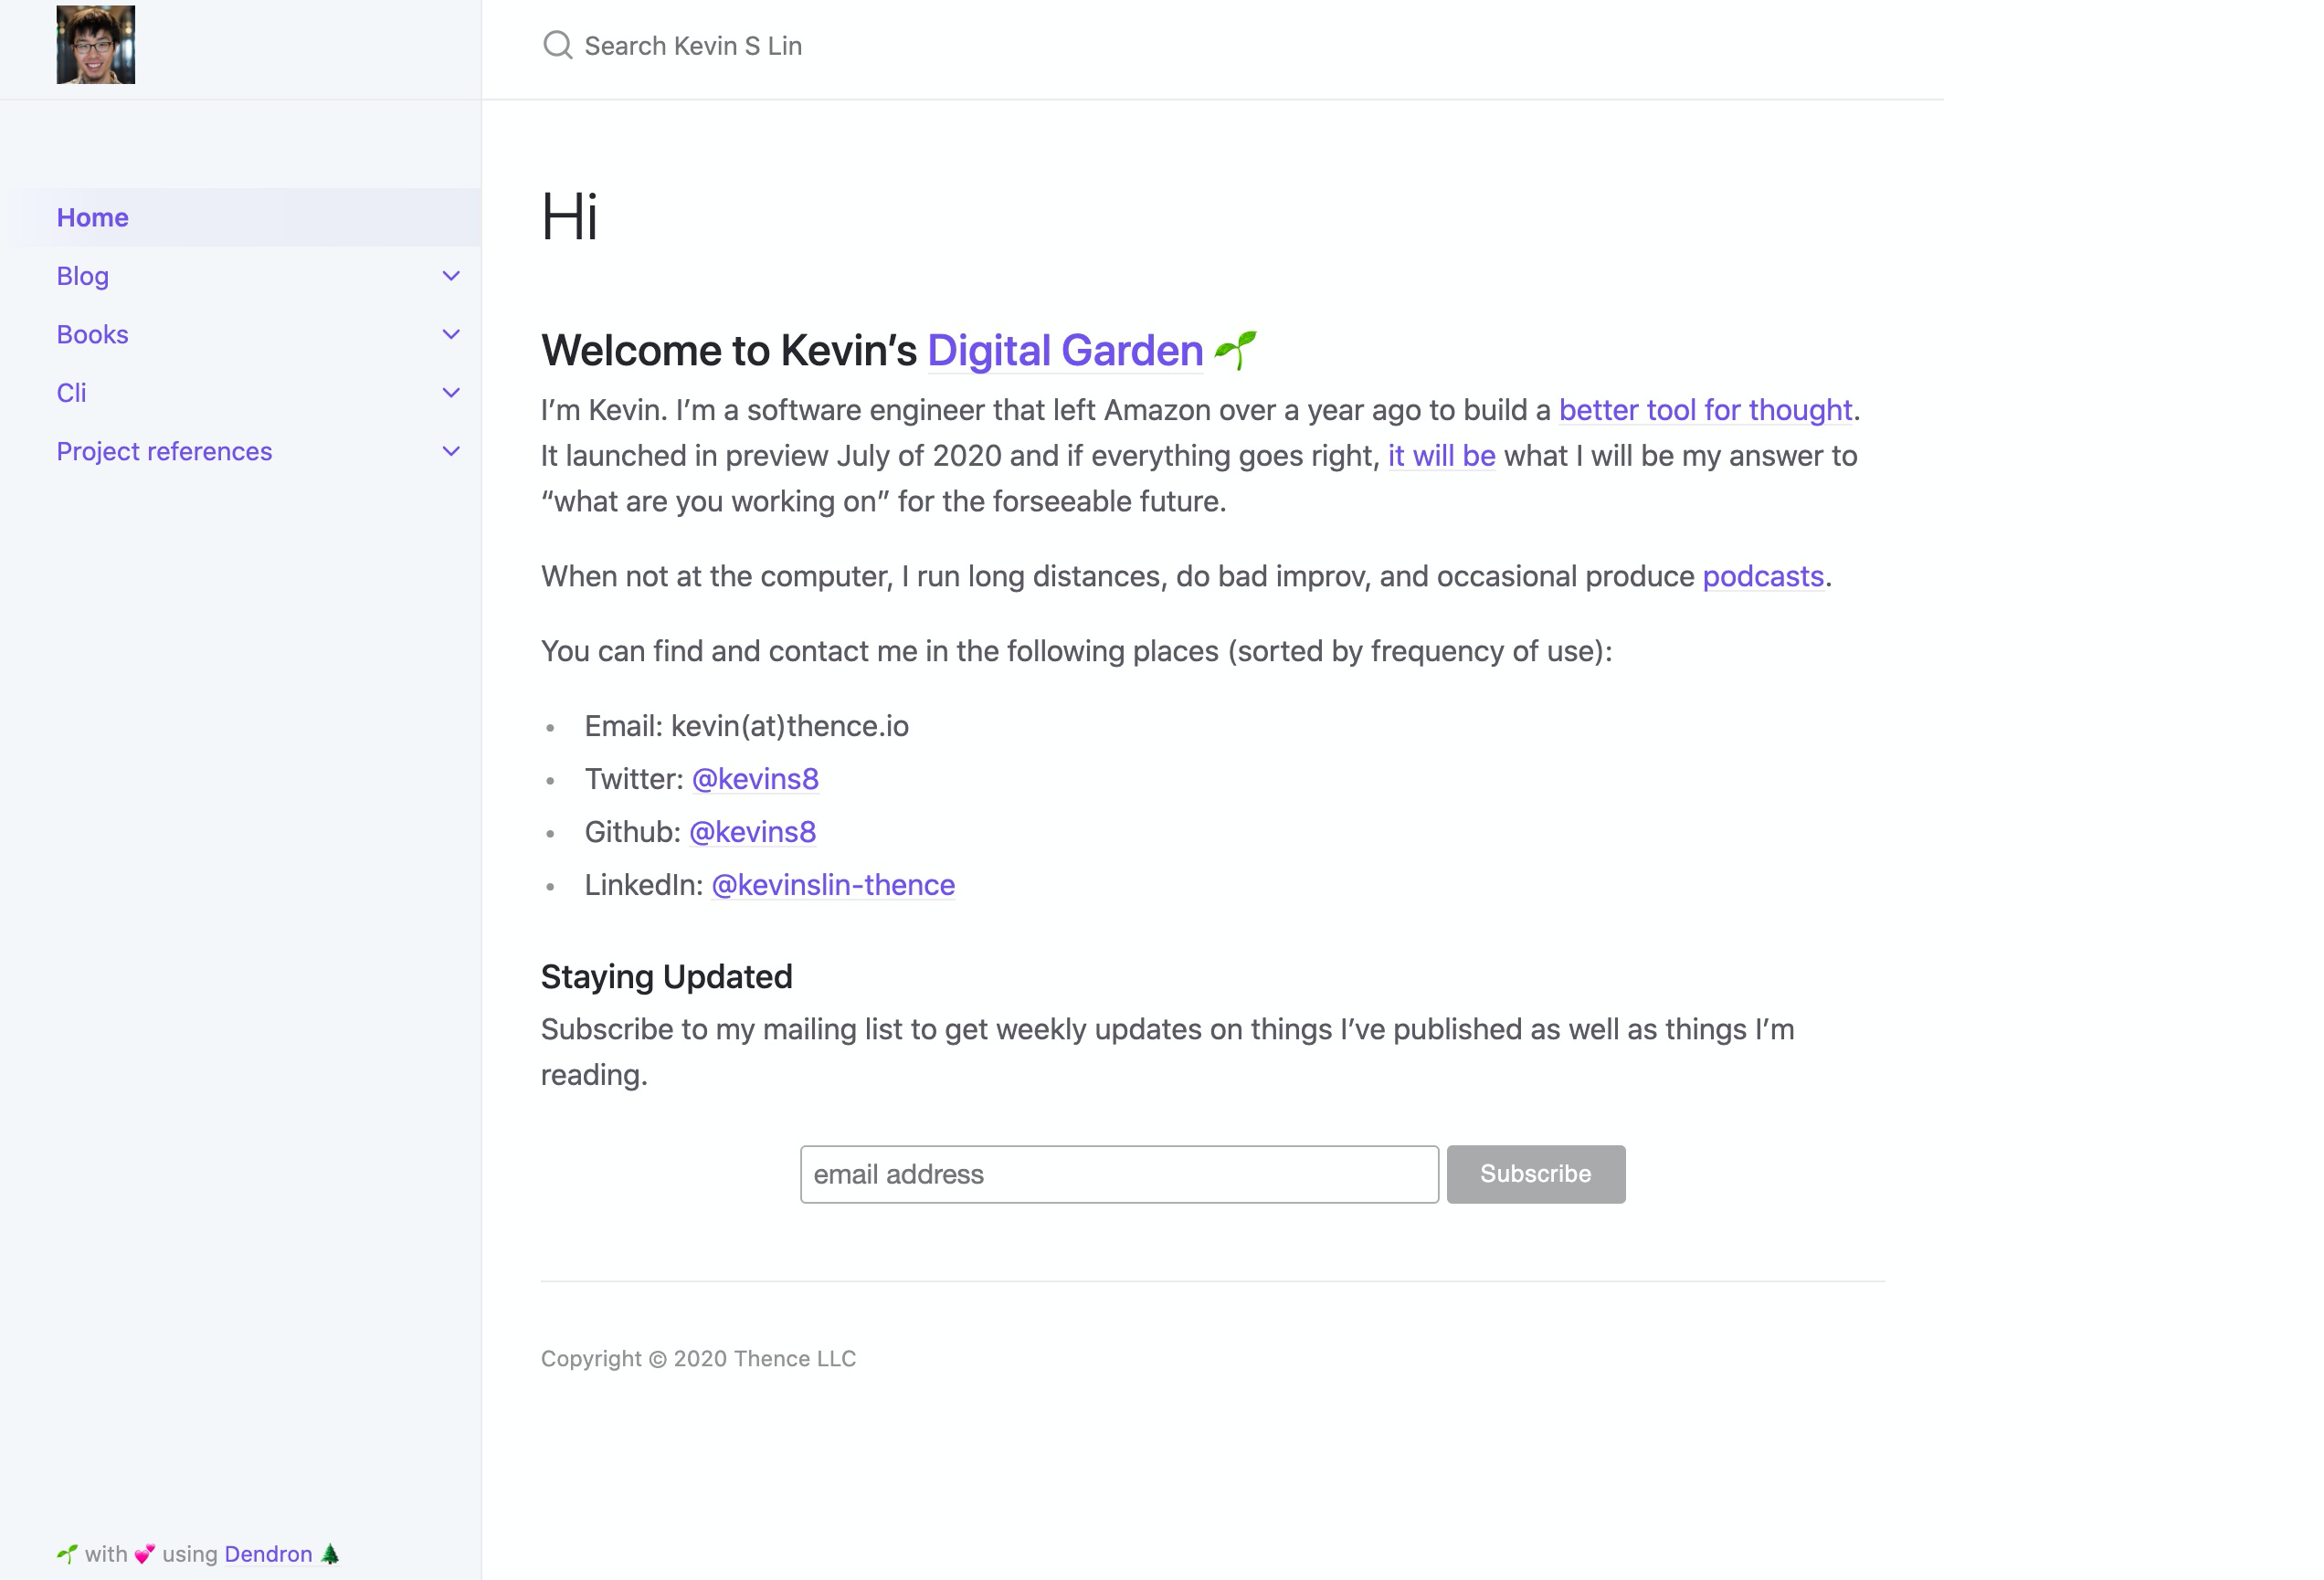 Search Kevin S Lin
Home
Blog
Books
Cli
Project references
Hi
Welcome to Kevin’s Digital Garden 🌱
I’m Kevin. I’m a software engineer that left Amazon over a year ago to build a better tool for thought.
It launched in preview July of 2020 and if everything goes right, it will be what I will be my answer to
“what are you working on” for the forseeable future.
When not at the computer, I run long distances, do bad improv, and occasional produce podcasts.
You can find and contact me in the following places (sorted by frequency of use):
• Email: kevin(at)thence.io
• Twitter: @kevins8
• Github: @kevins8
• LinkedIn: @kevinslin-thence
Staying Updated
Subscribe to my mailing list to get weekly updates on things I’ve published as well as things I’m
reading.
email address
Subscribe
Copyright © 2020 Thence LLC
🌱 with 💕 using Dendron 🌲